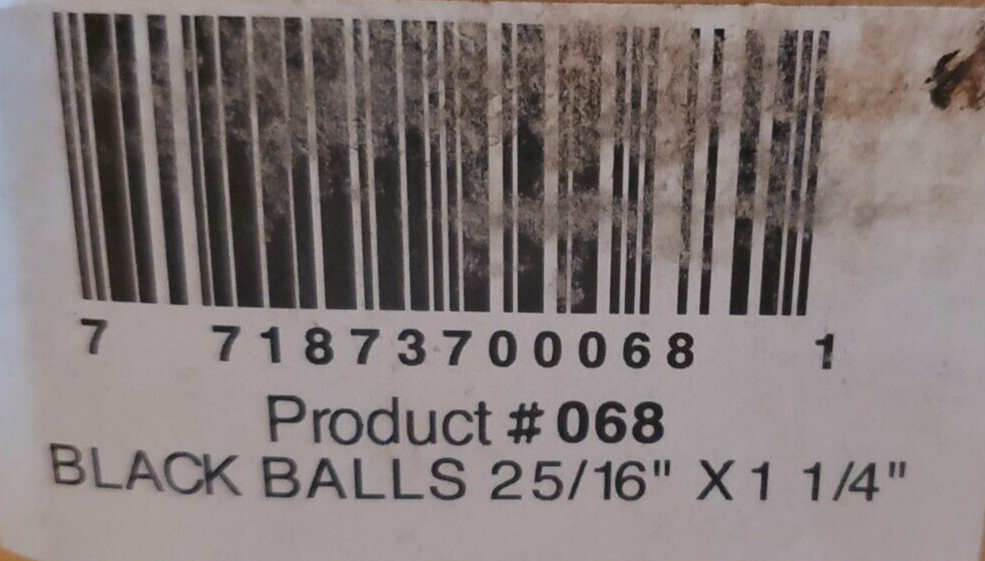 7 71873700068 1
Product # 068
BLACK BALLS 25/16" X 1 1/4"